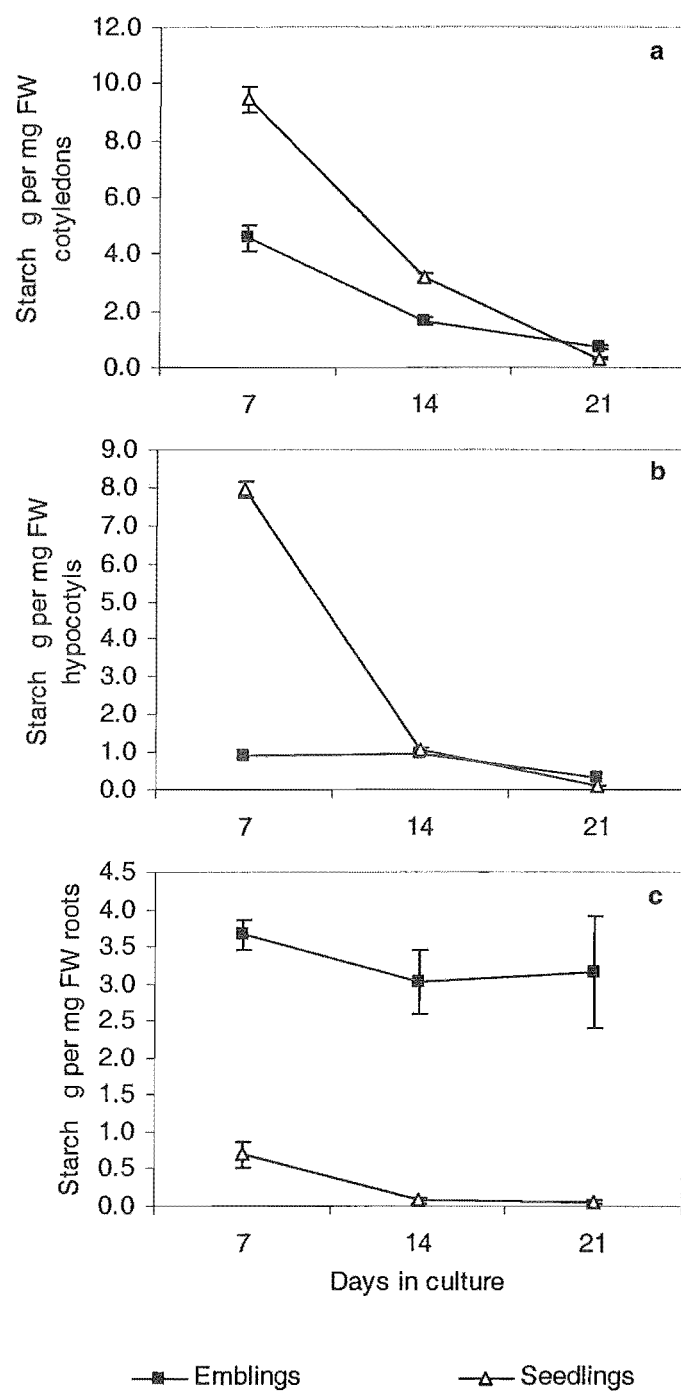 a
12.0
10.0
8.0
6.0
4.0
2.0
0.0
Starch g per mg FW
cotyledons
7 14 21
b
9.0
8.0
7.0
6.0
5.0
4.0
3.0
2.0
1.0
0.0
Starch g per mg FW
hypocotyls
7 14 21
c
4.5
4.0
3.5
3.0
2.5
2.0
1.5
1.0
0.5
0.0
Starch g per mg FW roots
7 14 21
Days in culture
Emblings Seedlings